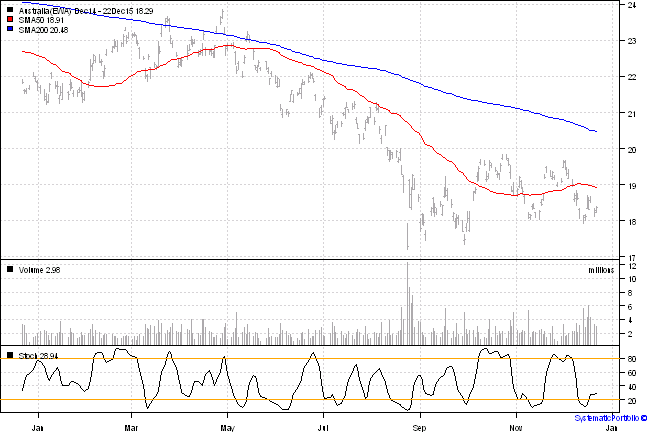 Australia(EWA) Dec14 - 22Dec15 18.29
SMA50 18.91
SMA200 20.48
24
23
22
21
20
19
18
17
Volume 2.98
millions
12
10
8
6
4
2
Stoch 28.94
80
60
40
20
Jan
Mar
May
Jul
Sep
Nov
Jan
SystematicPortfolio ©